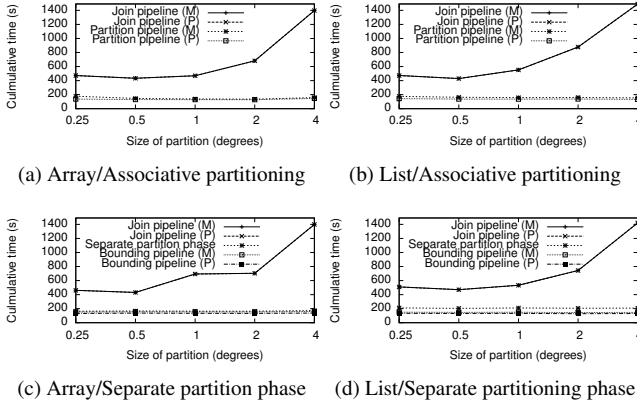 Culmulative time (s)
1400
1200
1000
800
600
400
200
0
Join pipeline (M)
Join pipeline (P)
Partition pipeline (M)
Partition pipeline (P)
0.25 0.5 1 2 4
Size of partition (degrees)
(a) Array/Associative partitioning
Culmulative time (s)
1400
1200
1000
800
600
400
200
0
Join pipeline (M)
Join pipeline (P)
Partition pipeline (M)
Partition pipeline (P)
0.25 0.5 1 2 4
Size of partition (degrees)
(b) List/Associative partitioning
Culmulative time (s)
1400
1200
1000
800
600
400
200
0
Join pipeline (M)
Join pipeline (P)
Separate partition phase
Bounding pipeline (M)
Bounding pipeline (P)
0.25 0.5 1 2 4
Size of partition (degrees)
(c) Array/Separate partition phase
Culmulative time (s)
1400
1200
1000
800
600
400
200
0
Join pipeline (M)
Join pipeline (P)
Separate partition phase
Bounding pipeline (M)
Bounding pipeline (P)
0.25 0.5 1 2 4
Size of partition (degrees)
(d) List/Separate partitioning phase